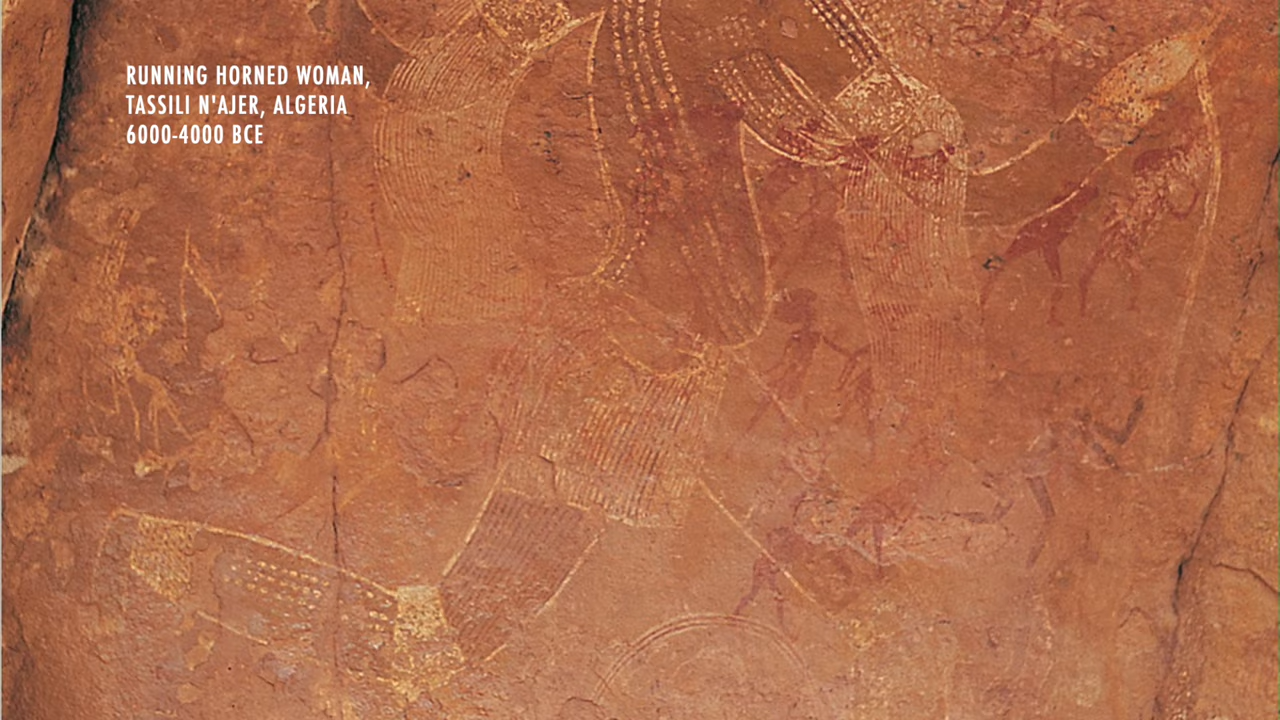 RUNNING HORNED WOMAN,
TASSILI N'AJER, ALGERIA
6000-4000 BCE